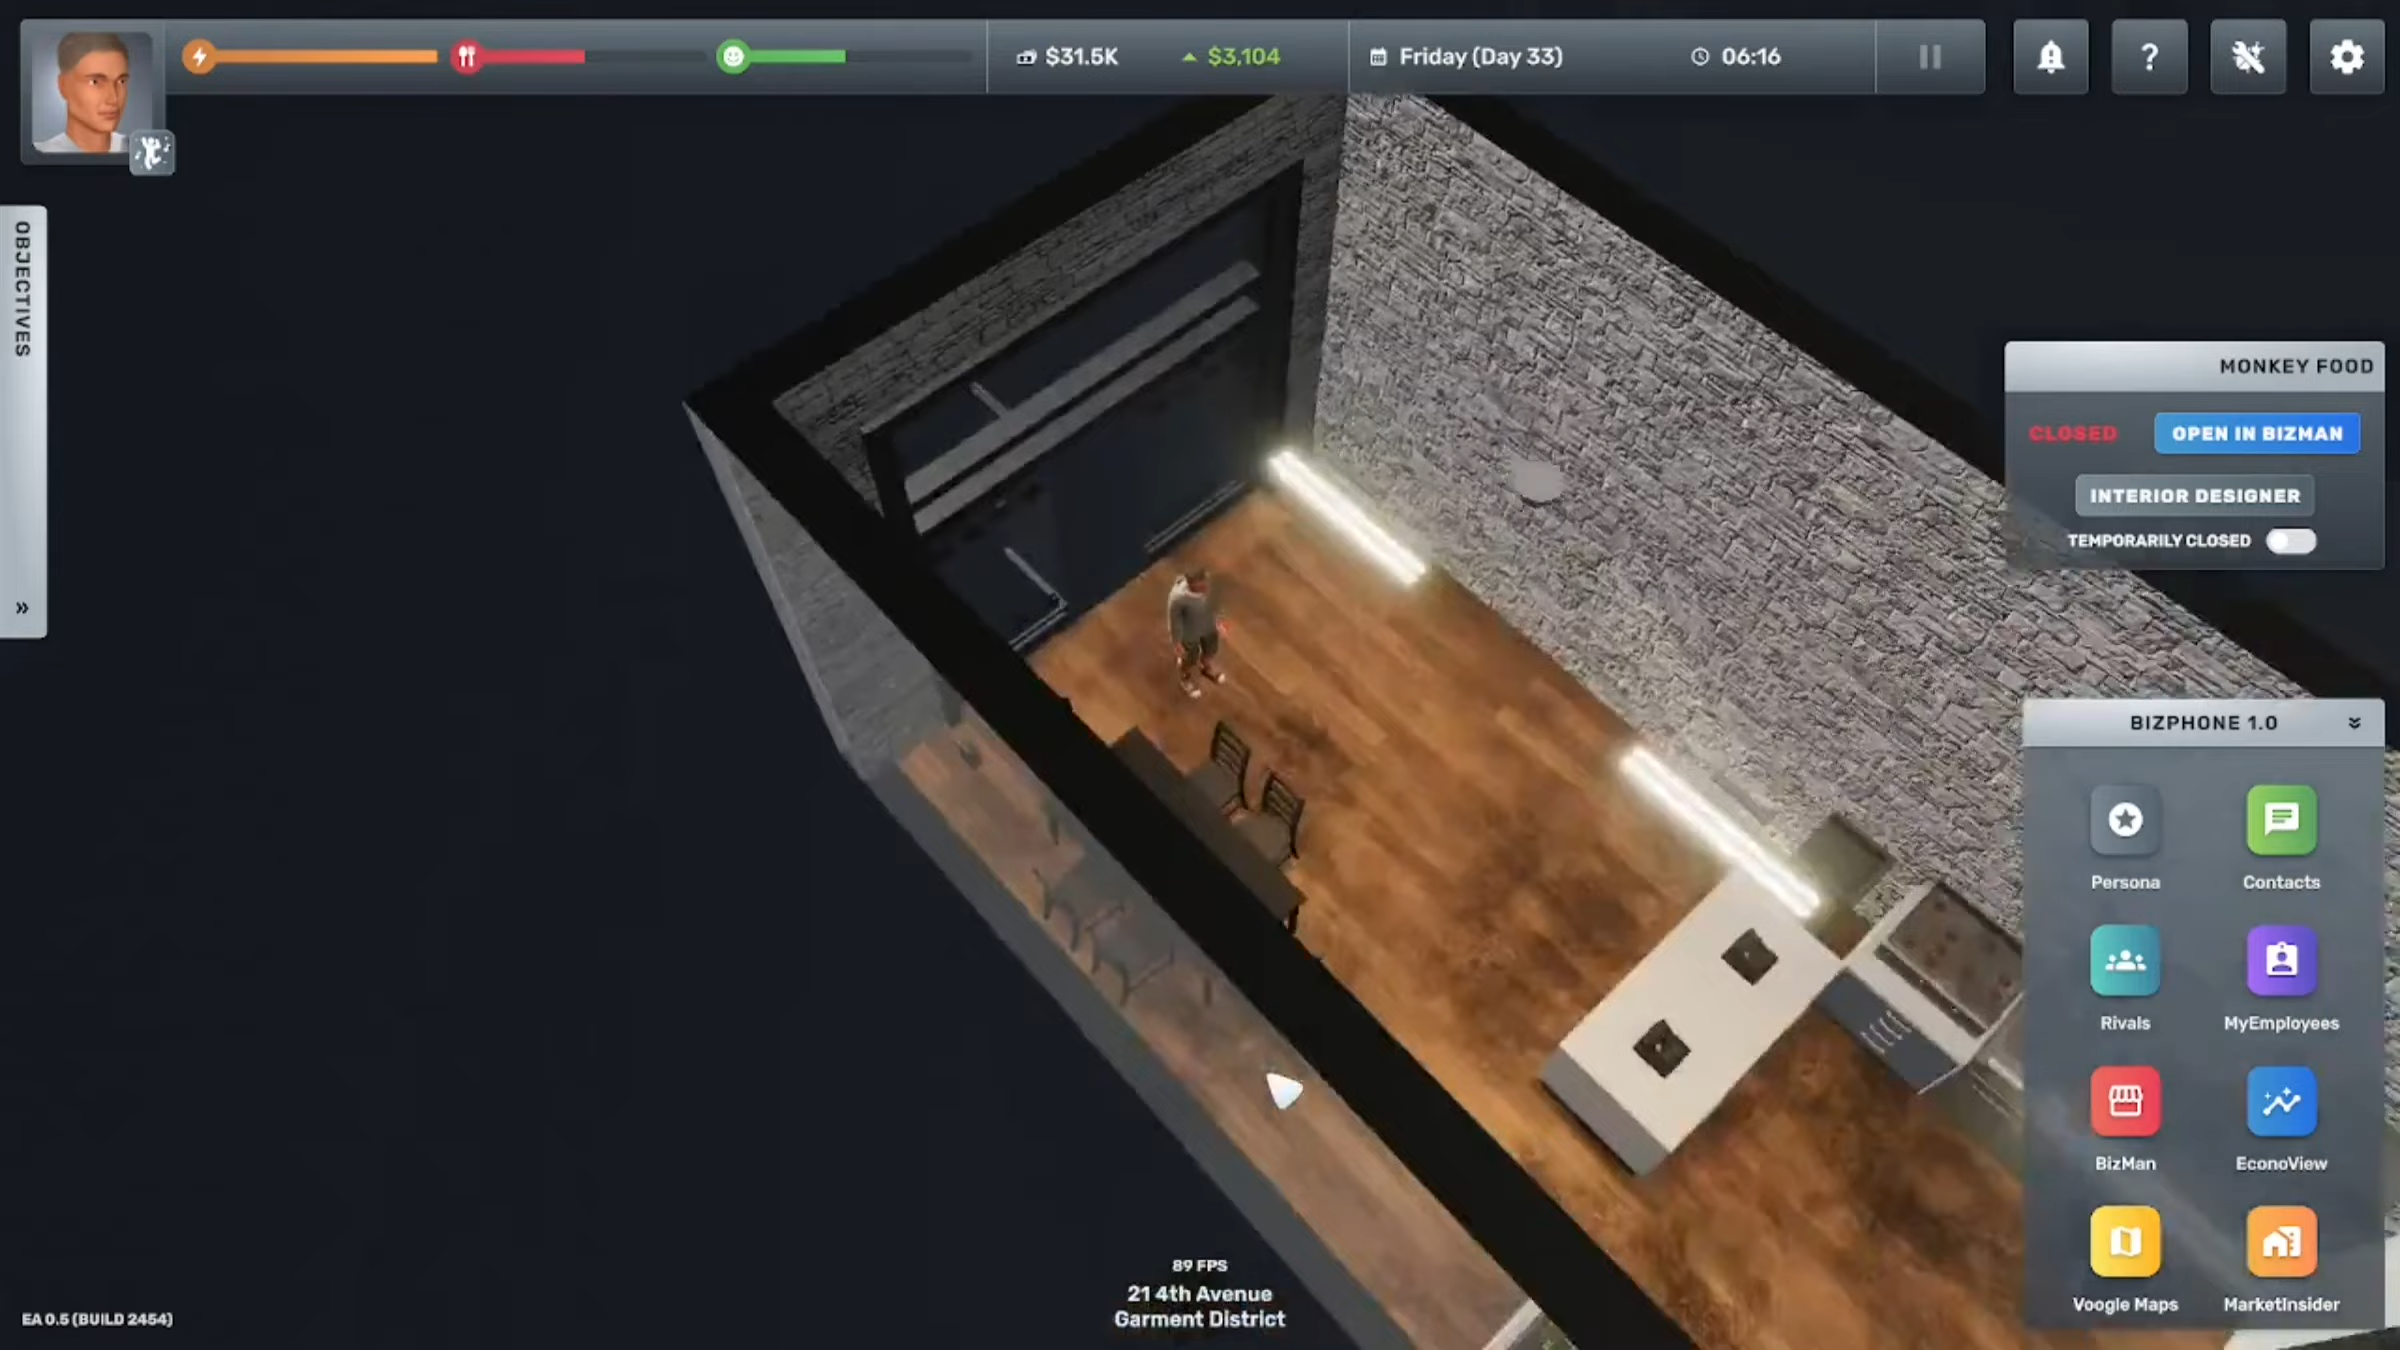 $31.5K
$3,104
Friday (Day 33)
06:16
?
OBJECTIVES
MONKEY FOOD
CLOSED
OPEN IN BIZMAN
INTERIOR DESIGNER
TEMPORARILY CLOSED
BIZPHONE 1.0
Persona
Contacts
Rivals
MyEmployees
BizMan
EconoView
Voogle Maps
MarketInsider
89 FPS
21 4th Avenue
Garment District
EA 0.5 (BUILD 2454)